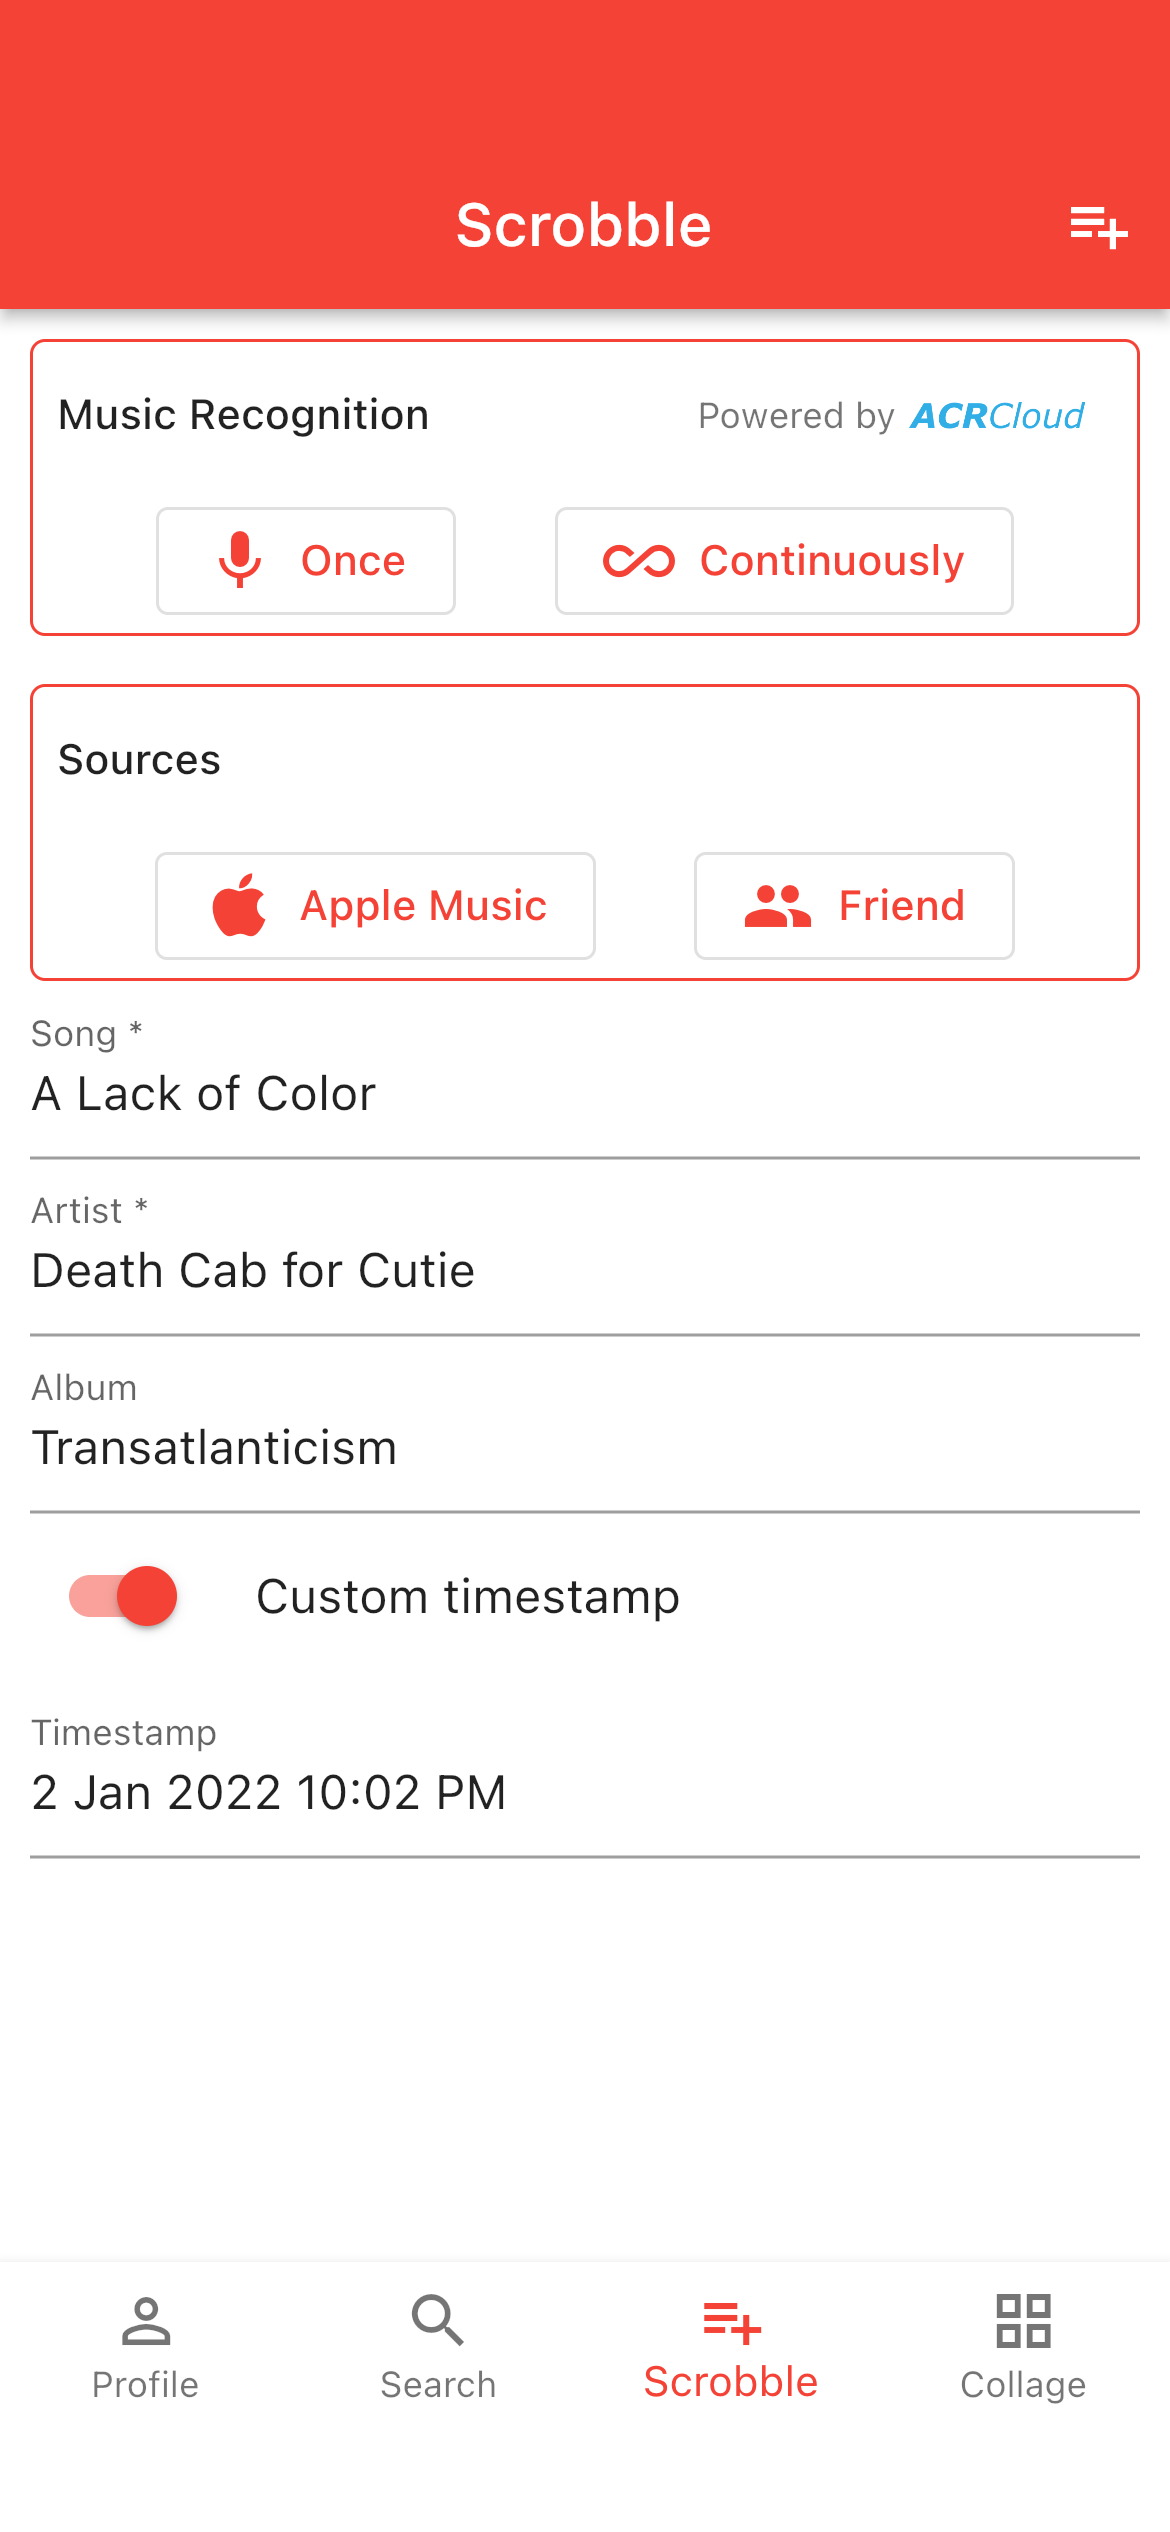 Scrobble
Music Recognition
Powered by ACRCloud
Once
Continuously
Sources
Apple Music
Friend
Song *
A Lack of Color
Artist *
Death Cab for Cutie
Album
Transatlanticism
Custom timestamp
Timestamp
2 Jan 2022 10:02 PM
Profile
Search
Scrobble
Collage